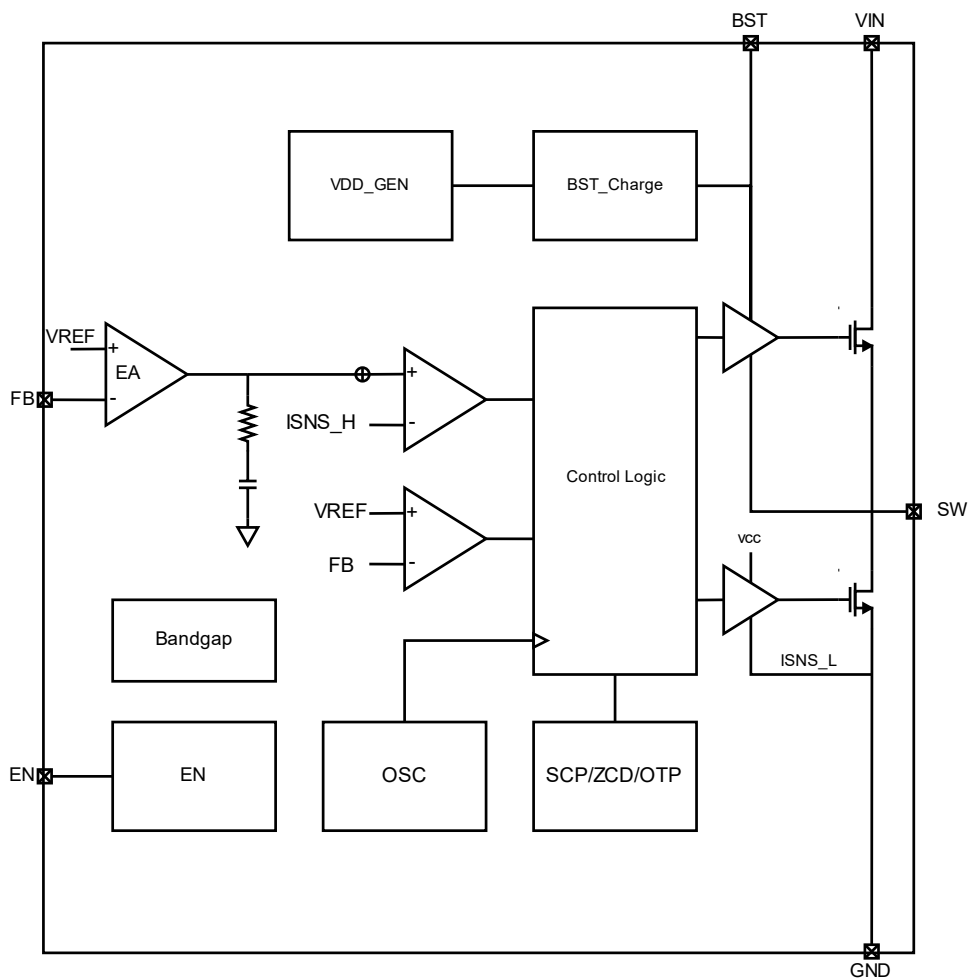 BST VIN
VDD_GEN BST_Charge
VREF
+
EA
FB
-
+
ISNS_H
-
Control Logic
VREF
+
SW
vcc
FB
-
Bandgap
ISNS_L
EN
EN
OSC
SCP/ZCD/OTP
GND